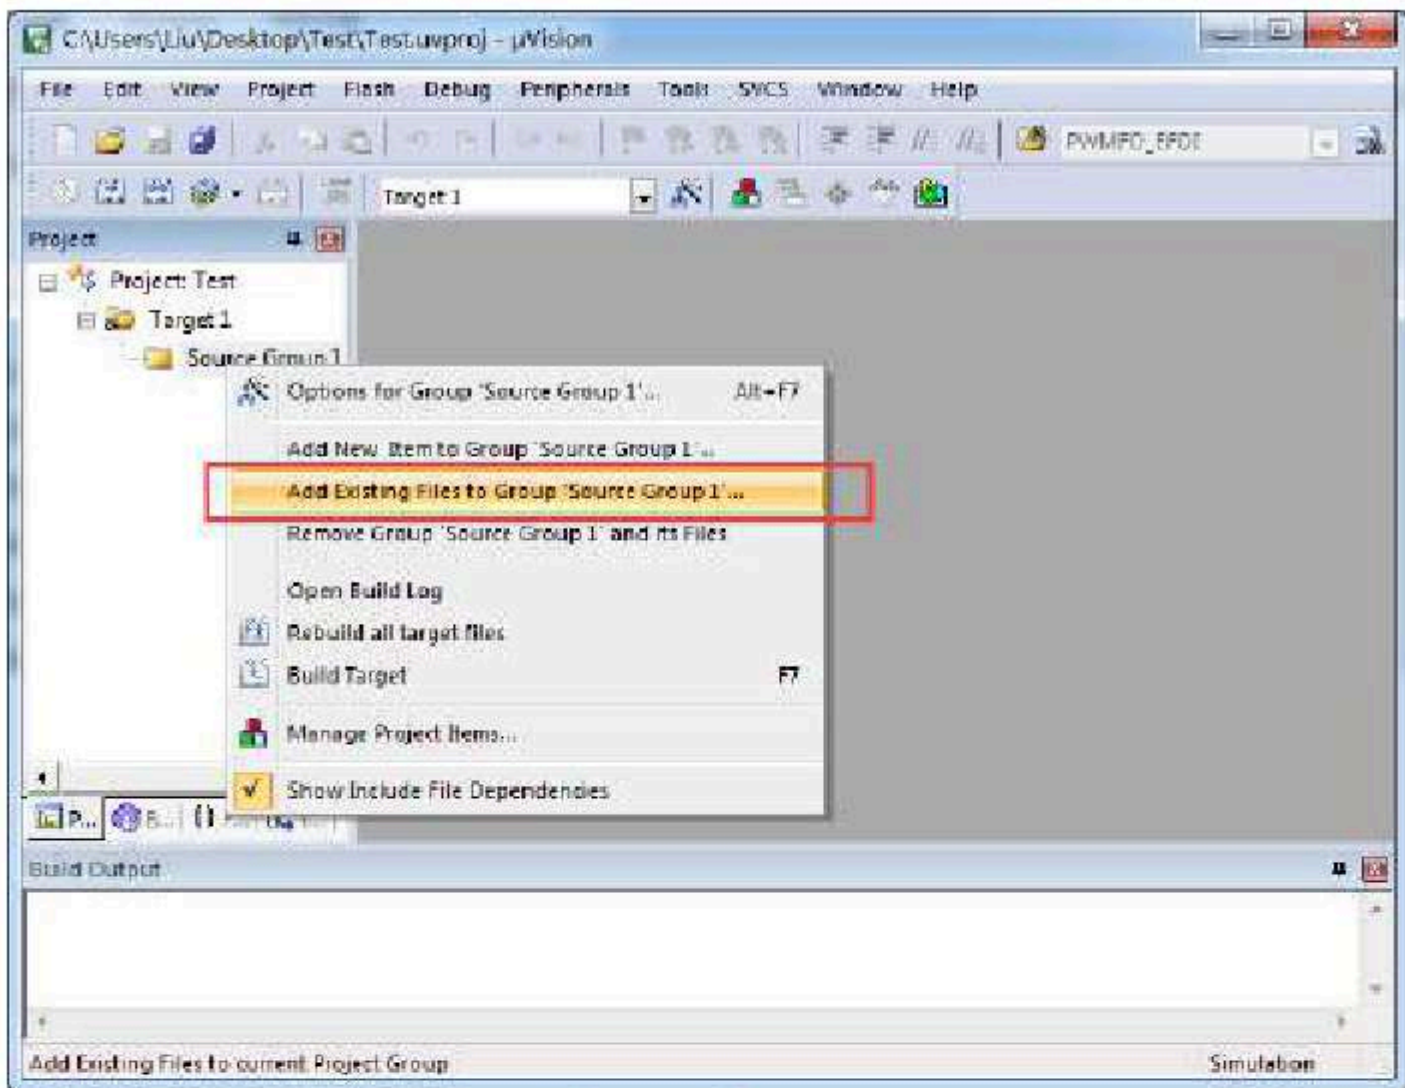 C:\Users\Liu\Desktop\Test\Test.uvproj - µVision
File Edit View Project Flash Debug Peripherals Tools SVCS Window Help
Target 1
Project
Project: Test
Target 1
Source Group 1
Options for Group 'Source Group 1'... Alt+F7
Add New Item to Group 'Source Group 1'...
Add Existing Files to Group 'Source Group 1'...
Remove Group 'Source Group 1' and its Files
Open Build Log
Rebuild all target files
Build Target F7
Manage Project Items...
Show Include File Dependencies
P... B... {}
Build Output
Add Existing Files to current Project Group Simulation